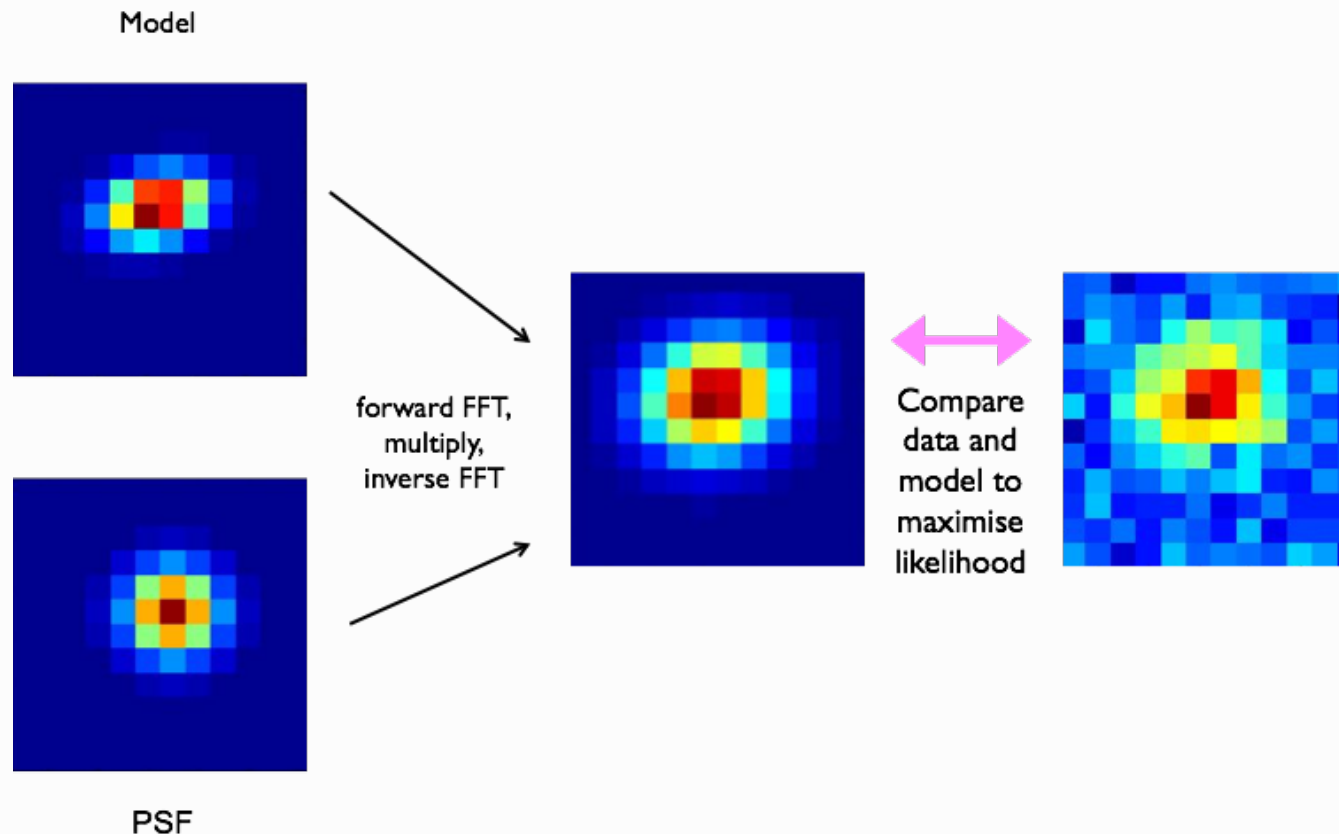 Model
forward FFT,
multiply,
inverse FFT
Compare
data and
model to
maximise
likelihood
PSF